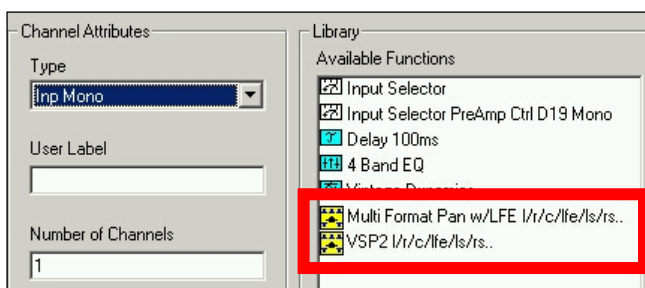 Channel Attributes
Type
Inp Mono
User Label
Number of Channels
1
Library
Available Functions
Input Selector
Input Selector PreAmp Ctrl D19 Mono
Delay 100ms
4 Band EQ
Multi Format Pan w/LFE l/r/c/lfe/ls/rs..
VSP2 l/r/c/lfe/ls/rs..